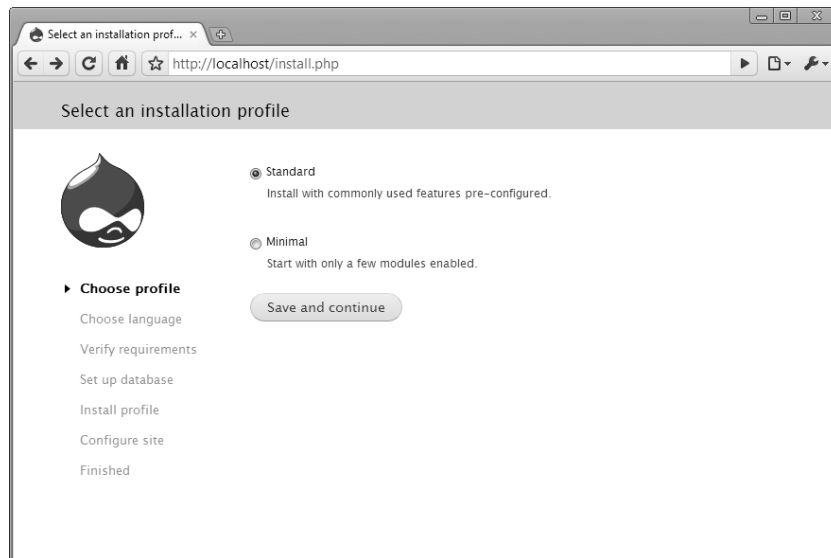 Select an installation prof...
http://localhost/install.php
Select an installation profile
Standard
Install with commonly used features pre-configured.
Minimal
Start with only a few modules enabled.
Save and continue
Choose profile
Choose language
Verify requirements
Set up database
Install profile
Configure site
Finished